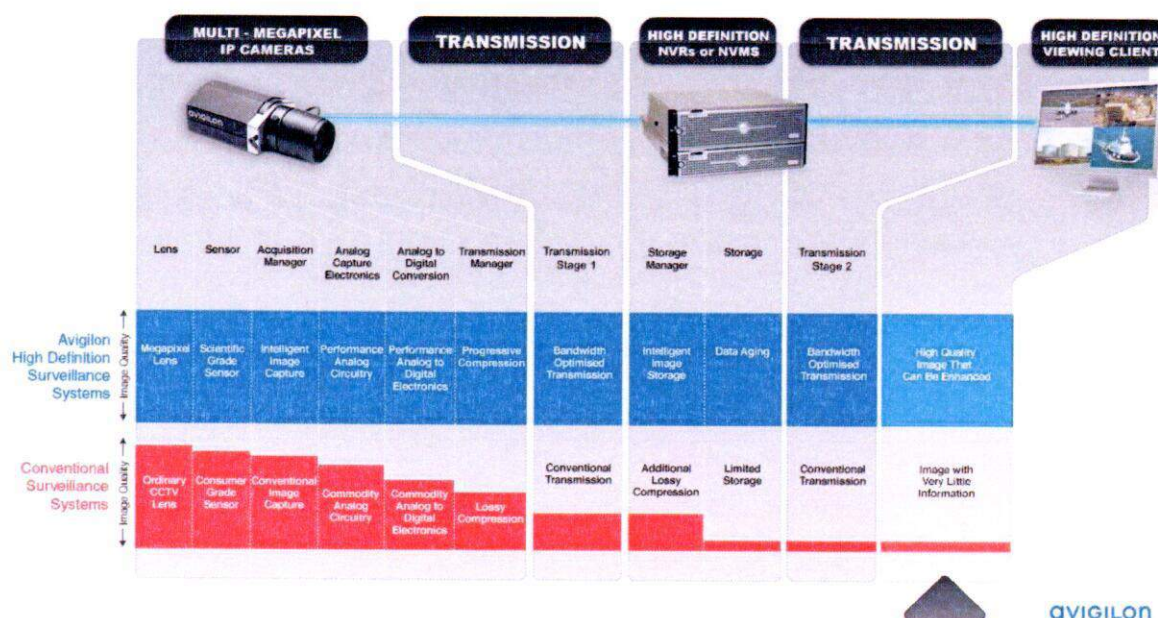 MULTI - MEGAPIXEL
IP CAMERAS
TRANSMISSION
HIGH DEFINITION
NVRs or NVMS
TRANSMISSION
HIGH DEFINITION
VIEWING CLIENT
avigilon
Lens
Sensor
Acquisition
Manager
Analog
Capture
Electronics
Analog to
Digital
Conversion
Transmission
Manager
Transmission
Stage 1
Storage
Manager
Storage
Transmission
Stage 2
Avigilon
High Definition
Surveillance
Systems
Image Quality
Megapixel
Lens
Scientific
Grade
Sensor
Intelligent
Image
Capture
Performance
Analog
Circuitry
Performance
Analog to
Digital
Electronics
Progressive
Compression
Bandwidth
Optimised
Transmission
Intelligent
Image
Storage
Data Aging
Bandwidth
Optimised
Transmission
High Quality
Image That
Can Be Enhanced
Conventional
Surveillance
Systems
Image Quality
Ordinary
CCTV
Lens
Consumer
Grade
Sensor
Conventional
Image
Capture
Commodity
Analog
Circuitry
Commodity
Analog to
Digital
Electronics
Lossy
Compression
Conventional
Transmission
Additional
Lossy
Compression
Limited
Storage
Conventional
Transmission
Image with
Very Little
Information
avigilon